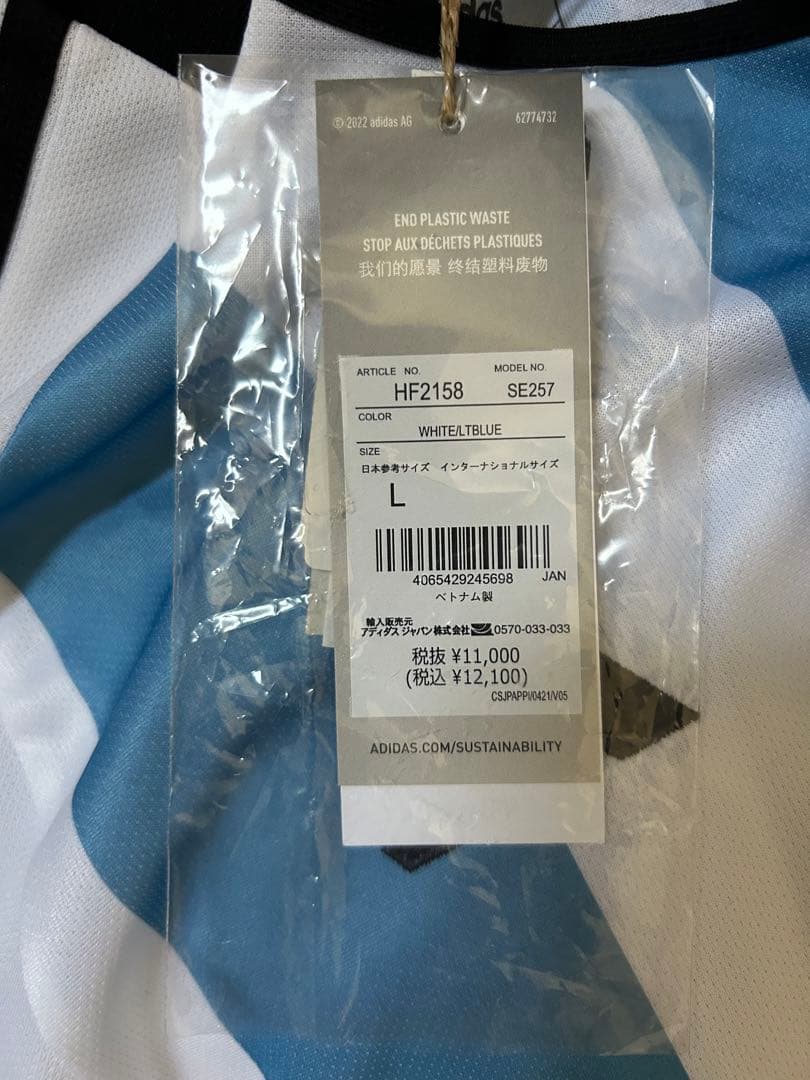 adidas
© 2022 adidas AG 62774732
END PLASTIC WASTE
STOP AUX DÉCHETS PLASTIQUES
我们的愿景 终结塑料废物
ARTICLE NO. MODEL NO.
HF2158 SE257
COLOR
WHITE/LTBLUE
SIZE
日本参考サイズ インターナショナルサイズ
L
4065429245698 JAN
ベトナム製
輸入販売元
アディダス ジャパン株式会社 0570-033-033
税抜 ¥11,000
(税込 ¥12,100)
CSJPAPPI/0421/V05
ADIDAS.COM/SUSTAINABILITY